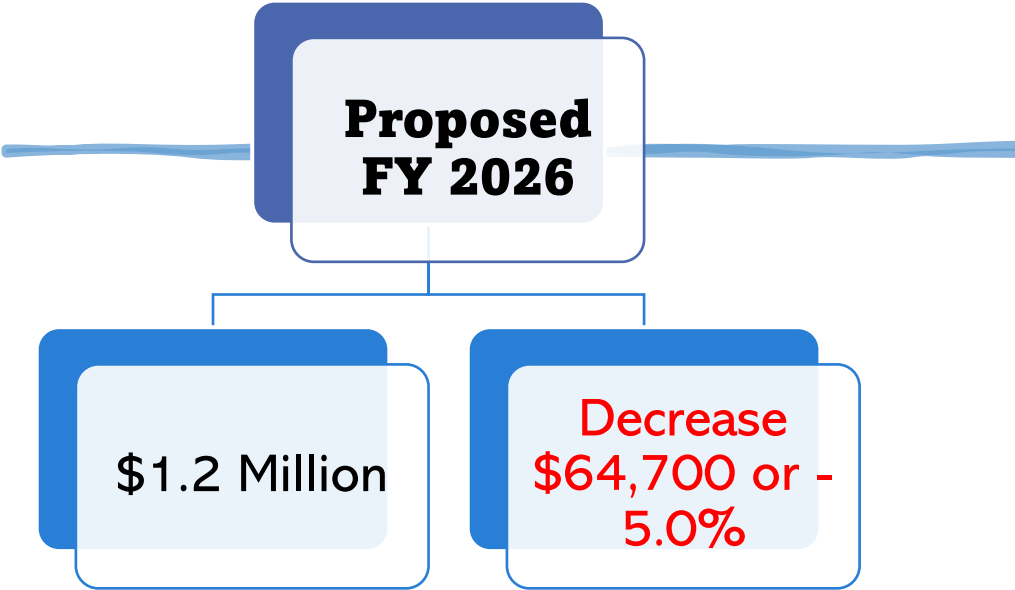 Proposed
FY 2026
$1.2 Million
Decrease
$64,700 or -
5.0%